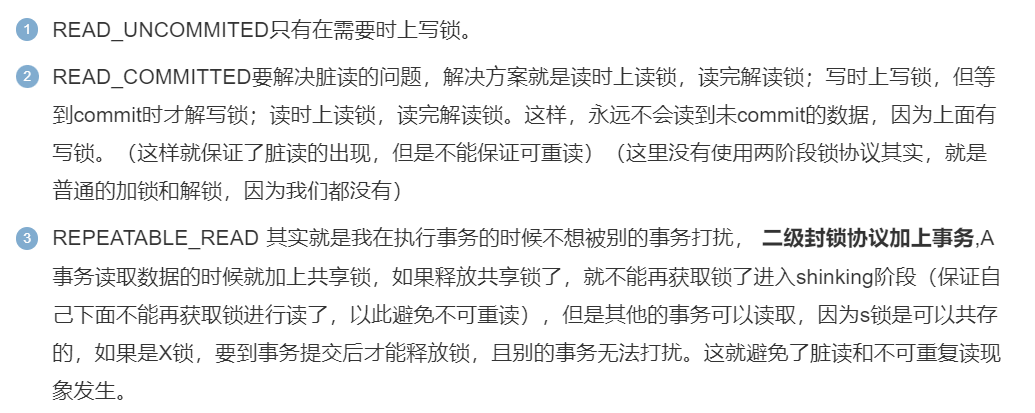 1 READ_UNCOMMITED只有在需要时上写锁。
2 READ_COMMITTED要解决脏读的问题，解决方案就是读时上读锁，读完解读锁；写时上写锁，但等
到commit时才解写锁；读时上读锁，读完解读锁。这样，永远不会读到未commit的数据，因为上面有
写锁。（这样就保证了脏读的出现，但是不能保证可重读）（这里没有使用两阶段锁协议其实，就是
普通的加锁和解锁，因为我们都没有）
3 REPEATABLE_READ 其实就是我在执行事务的时候不想被别的事务打扰， 二级封锁协议加上事务,A
事务读取数据的时候就加上共享锁，如果释放共享锁了，就不能再获取锁了进入shinking阶段（保证自
己下面不能再获取锁进行读了，以此避免不可重读），但是其他的事务可以读取，因为s锁是可以共存
的，如果是X锁，要到事务提交后才能释放锁，且别的事务无法打扰。这就避免了脏读和不可重复读现
象发生。